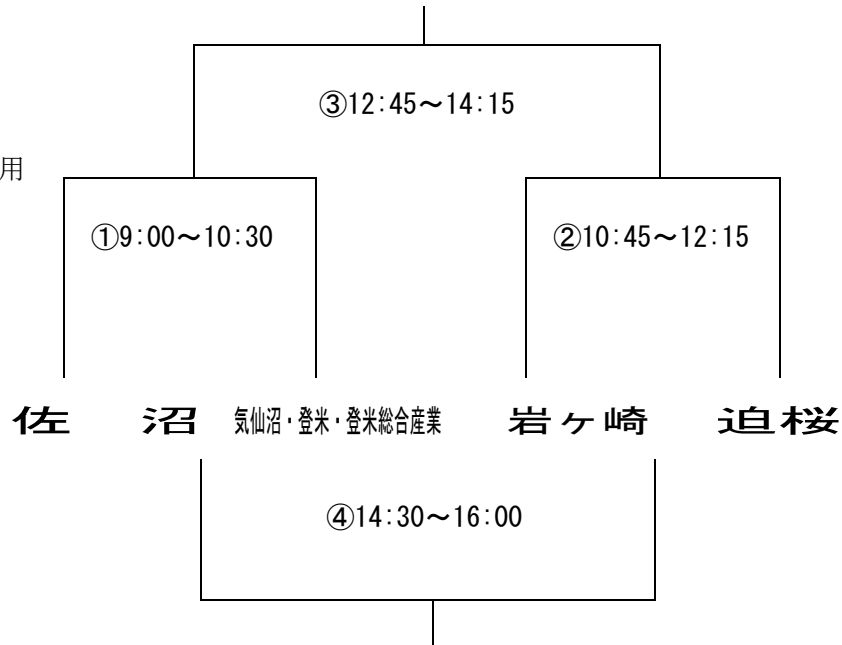 ③12:45～14:15
用
①9:00～10:30
②10:45～12:15
佐　沼
気仙沼・登米・登米総合産業
岩ヶ崎
迫桜
④14:30～16:00